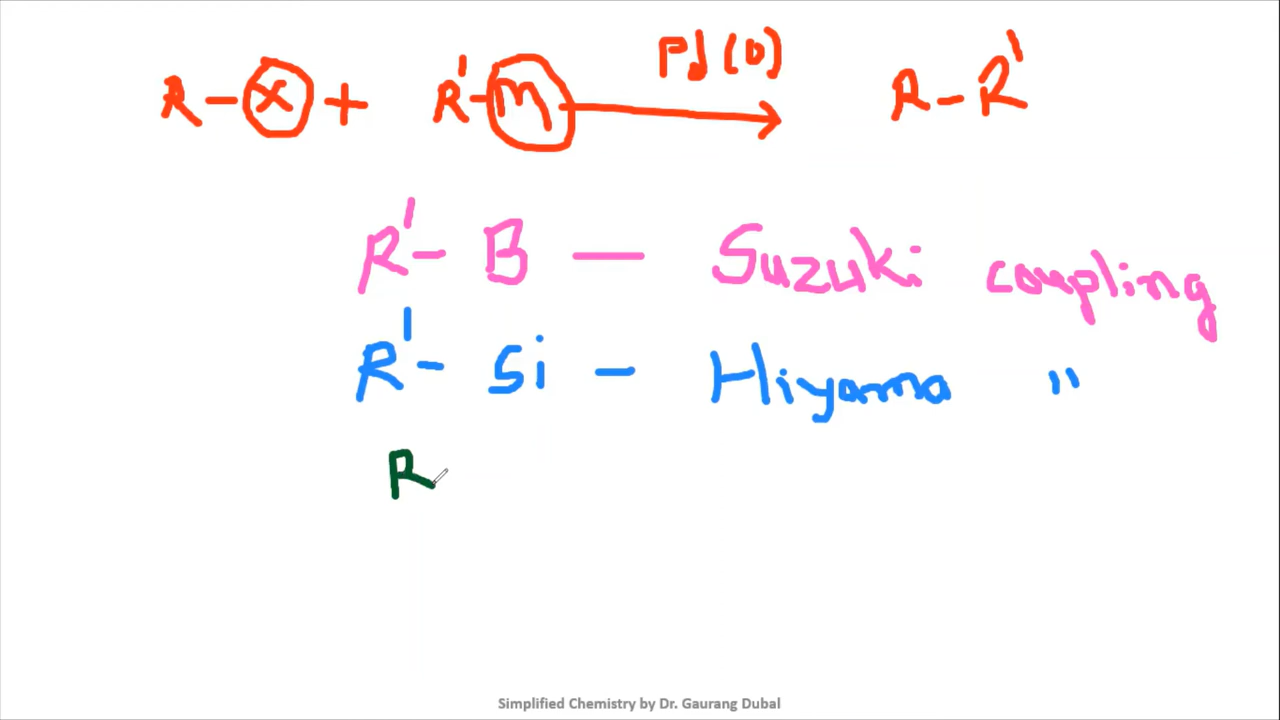 R-X + R'-M Pd(0) R-R'
R'- B — Suzuki coupling
R'- Si - Hiyama "
R
Simplified Chemistry by Dr. Gaurang Dubal